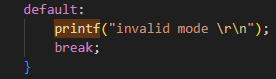 default:
printf("invalid mode \r\n");
break;
}